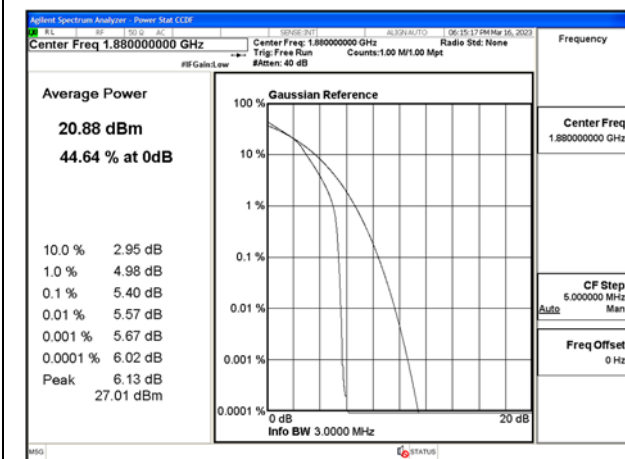 Agilent Spectrum Analyzer - Power Stat CCDF
RL RF 50 Ω AC SENSE:INT ALIGN AUTO 06:15:17 PM Mar 16, 2023
Center Freq 1.880000000 GHz
Center Freq: 1.880000000 GHz Radio Std: None
Trig: Free Run Counts:1.00 M/1.00 Mpt
#IFGain:Low #Atten: 40 dB
Frequency
Average Power
20.88 dBm
44.64 % at 0dB
10.0 % 2.95 dB
1.0 % 4.98 dB
0.1 % 5.40 dB
0.01 % 5.57 dB
0.001 % 5.67 dB
0.0001 % 6.02 dB
Peak 6.13 dB
27.01 dBm
Gaussian Reference
100 %
10 %
1 %
0.1 %
0.01 %
0.001 %
0.0001 %
0 dB 20 dB
Info BW 3.0000 MHz
Center Freq
1.880000000 GHz
CF Step
5.000000 MHz
Auto Man
Freq Offset
0 Hz
MSG STATUS